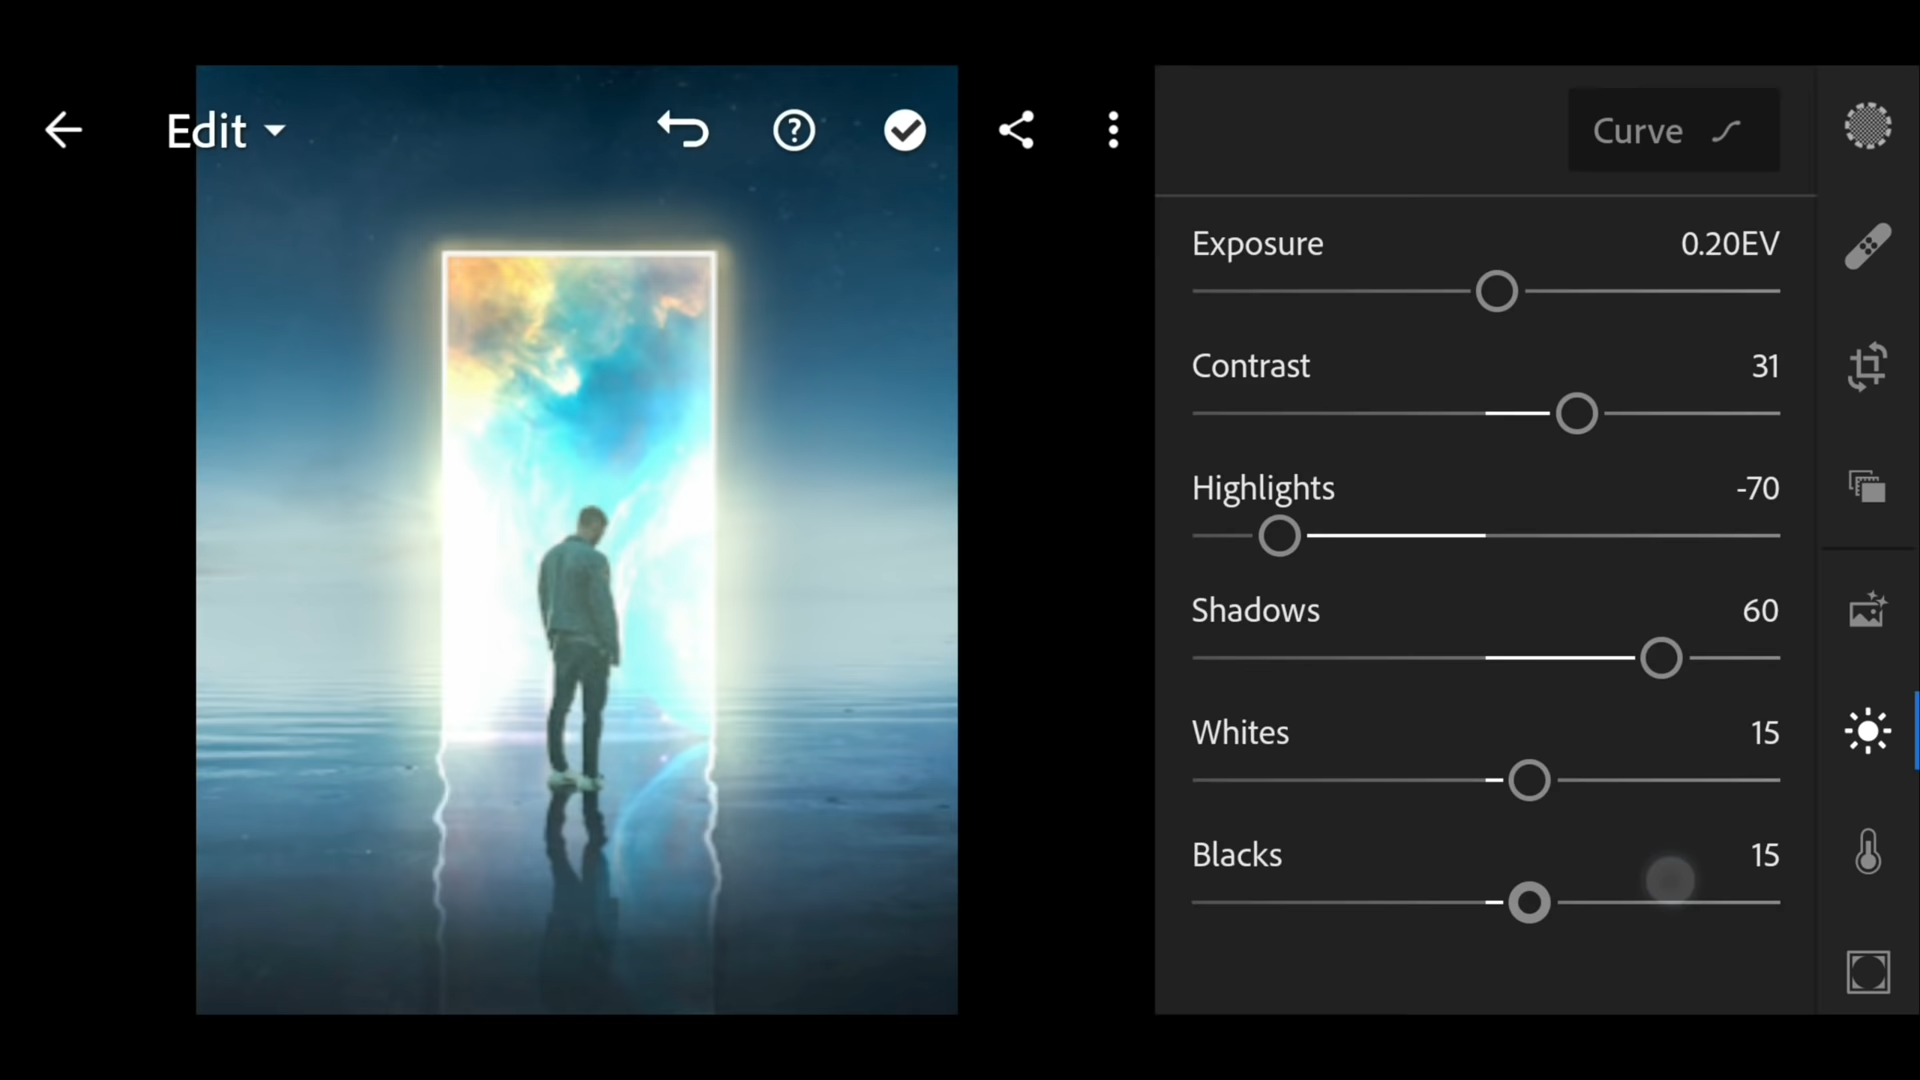 Edit
Curve
Exposure 0.20EV
Contrast 31
Highlights -70
Shadows 60
Whites 15
Blacks 15